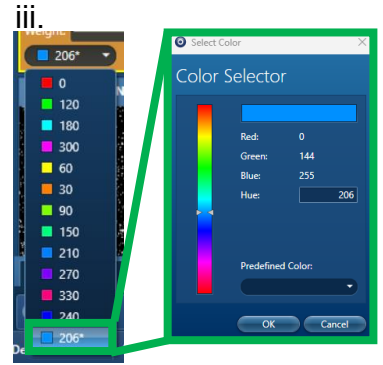 iii.
Weight:
206*
0
120
180
300
60
30
90
150
210
270
330
240
206*
De
Select Color
Color Selector
Red: 0
Green: 144
Blue: 255
Hue: 206
Predefined Color:
OK Cancel